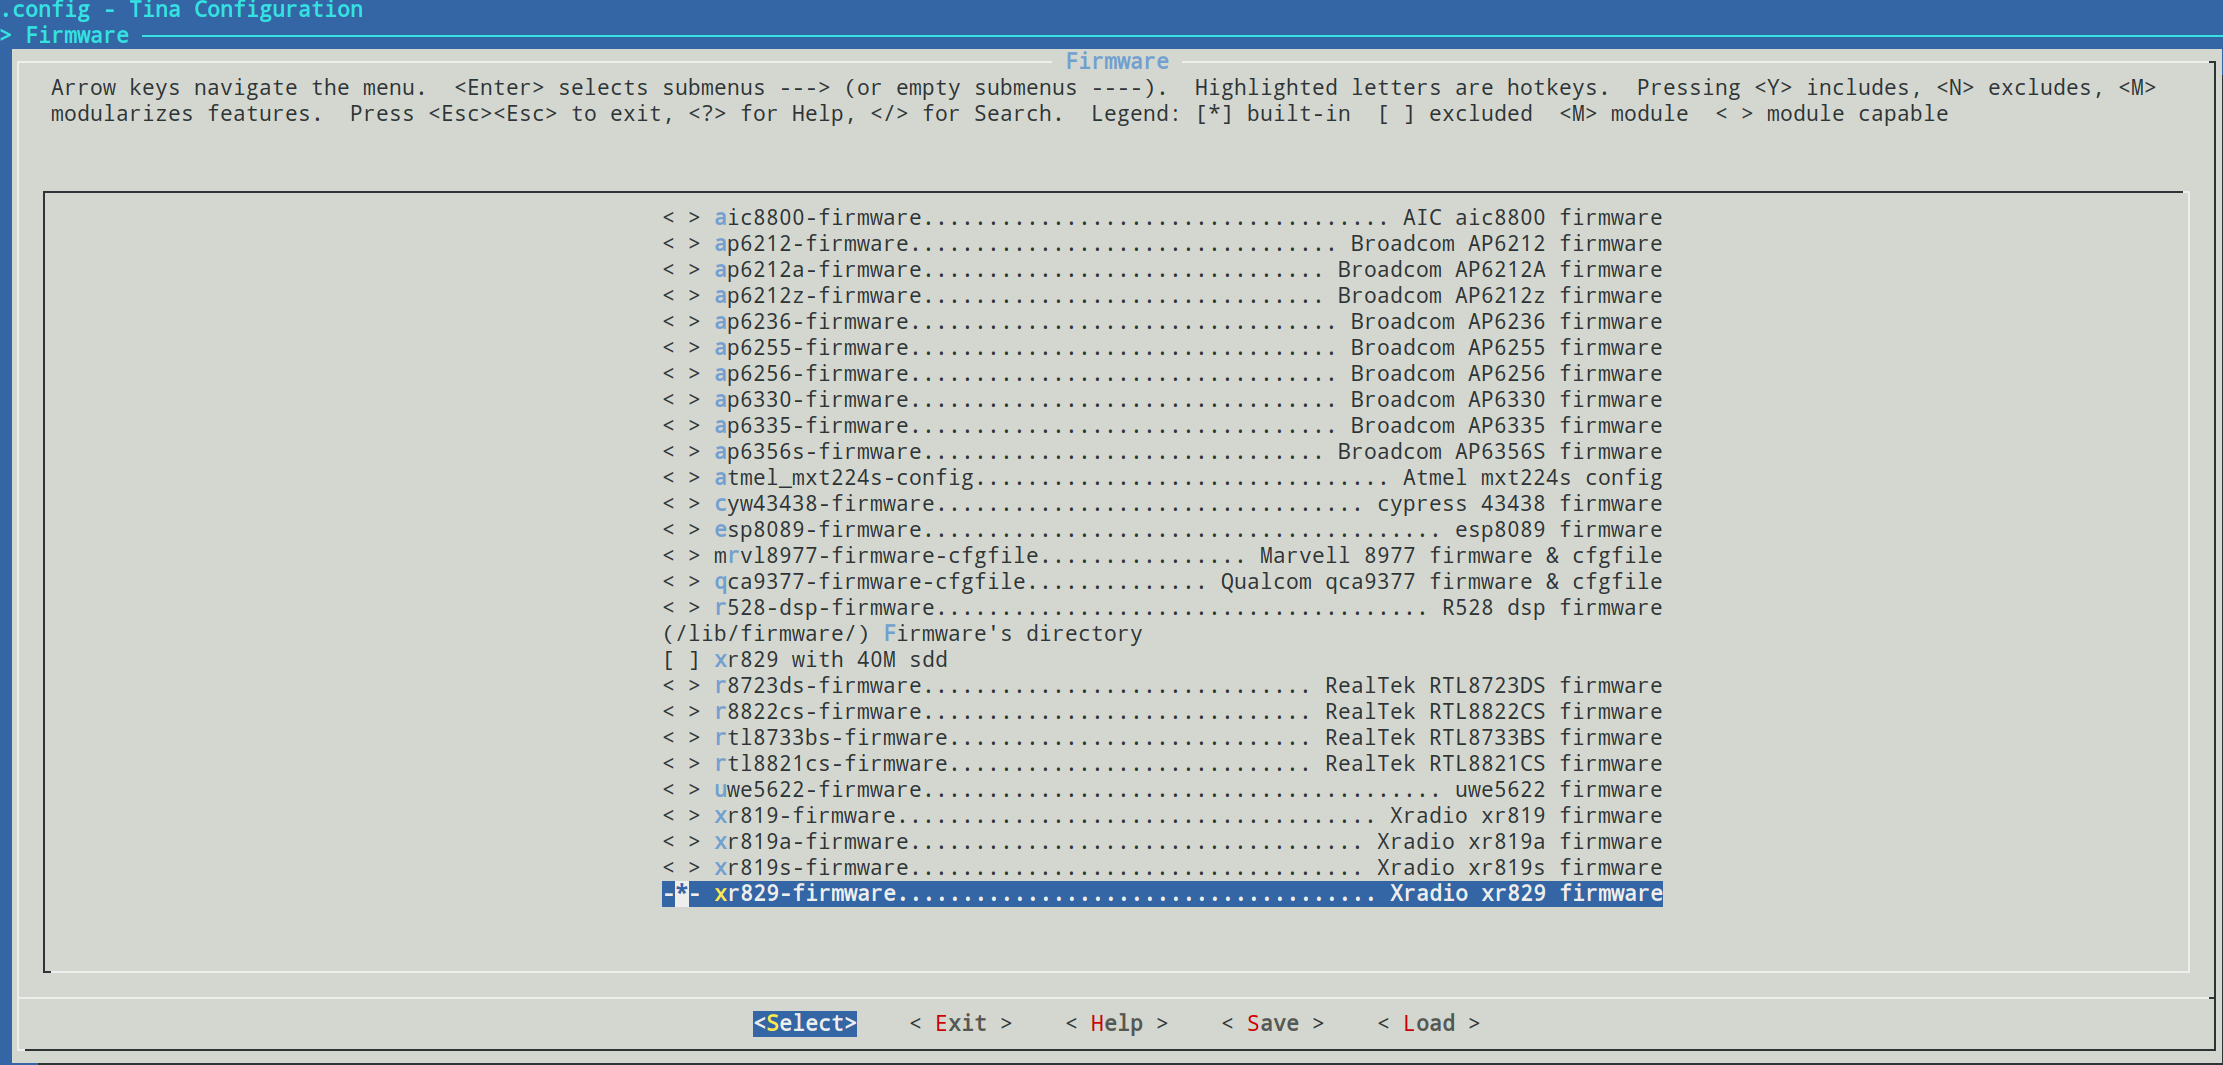 .config - Tina Configuration
> Firmware
Firmware
Arrow keys navigate the menu.  <Enter> selects submenus ---> (or empty submenus ----).  Highlighted letters are hotkeys.  Pressing <Y> includes, <N> excludes, <M>
modularizes features.  Press <Esc><Esc> to exit, <?> for Help, </> for Search.  Legend: [*] built-in  [ ] excluded  <M> module  < > module capable
< > aic8800-firmware.................................... AIC aic8800 firmware
< > ap6212-firmware................................. Broadcom AP6212 firmware
< > ap6212a-firmware............................... Broadcom AP6212A firmware
< > ap6212z-firmware............................... Broadcom AP6212z firmware
< > ap6236-firmware................................. Broadcom AP6236 firmware
< > ap6255-firmware................................. Broadcom AP6255 firmware
< > ap6256-firmware................................. Broadcom AP6256 firmware
< > ap6330-firmware................................. Broadcom AP6330 firmware
< > ap6335-firmware................................. Broadcom AP6335 firmware
< > ap6356s-firmware............................... Broadcom AP6356S firmware
< > atmel_mxt224s-config................................ Atmel mxt224s config
< > cyw43438-firmware................................. cypress 43438 firmware
< > esp8089-firmware........................................ esp8089 firmware
< > mrvl8977-firmware-cfgfile................ Marvell 8977 firmware & cfgfile
< > qca9377-firmware-cfgfile.............. Qualcom qca9377 firmware & cfgfile
< > r528-dsp-firmware...................................... R528 dsp firmware
(/lib/firmware/) Firmware's directory
[ ] xr829 with 40M sdd
< > r8723ds-firmware.............................. RealTek RTL8723DS firmware
< > r8822cs-firmware.............................. RealTek RTL8822CS firmware
< > rtl8733bs-firmware............................ RealTek RTL8733BS firmware
< > rtl8821cs-firmware............................ RealTek RTL8821CS firmware
< > uwe5622-firmware........................................ uwe5622 firmware
< > xr819-firmware..................................... Xradio xr819 firmware
< > xr819a-firmware................................... Xradio xr819a firmware
< > xr819s-firmware................................... Xradio xr819s firmware
-*- xr829-firmware..................................... Xradio xr829 firmware
<Select>    < Exit >    < Help >    < Save >    < Load >